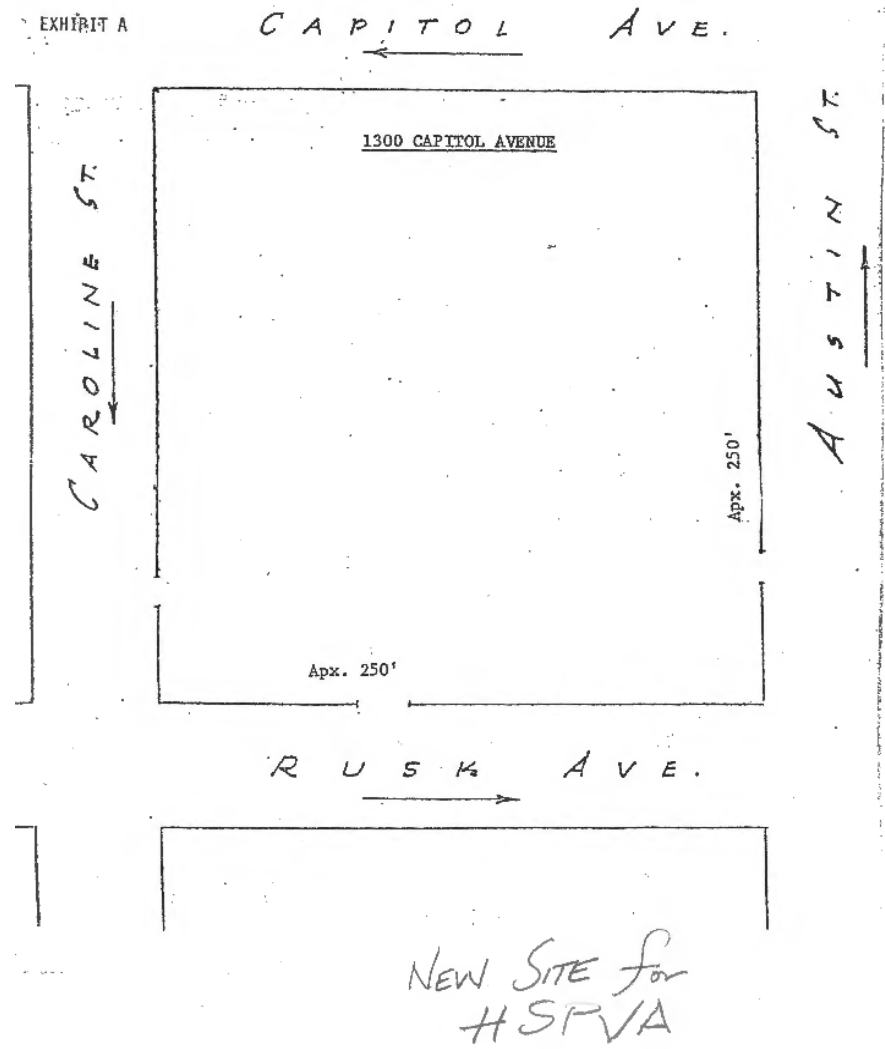 EXHIBIT A
CAPITOL AVE.
1300 CAPITOL AVENUE
CAROLINE ST.
AUSTIN ST.
Apx. 250'
Apx. 250'
RUSK AVE.
NEW SITE for
HSPVA